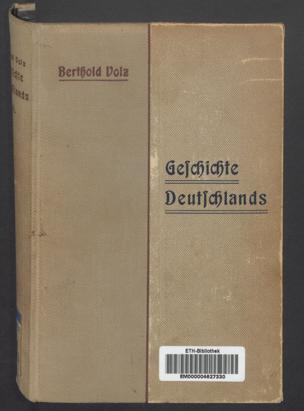 Berthold Volz
Geschichte
Deutschlands
ETH-Bibliothek
EM000004627330